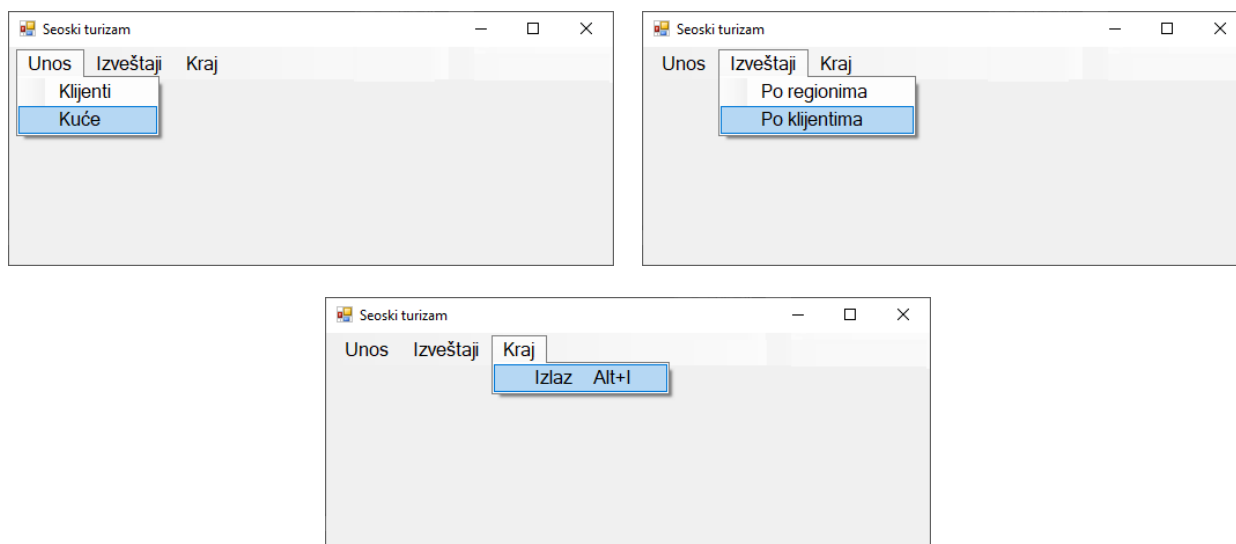 Seoski turizam
Unos Izveštaji Kraj
Klijenti
Kuće
Seoski turizam
Unos Izveštaji Kraj
Po regionima
Po klijentima
Seoski turizam
Unos Izveštaji Kraj
Izlaz Alt+I